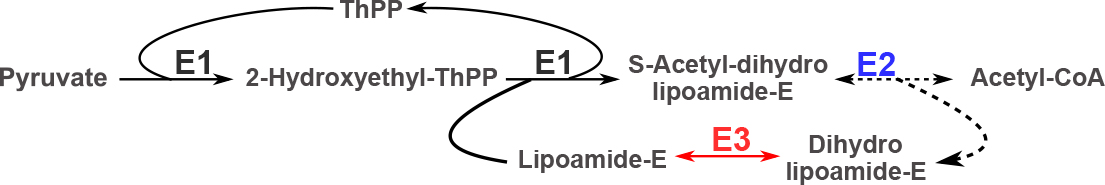 ThPP
Pyruvate
E1
2-Hydroxyethyl-ThPP
E1
S-Acetyl-dihydro
lipoamide-E
E2
Acetyl-CoA
Lipoamide-E
E3
Dihydro
lipoamide-E